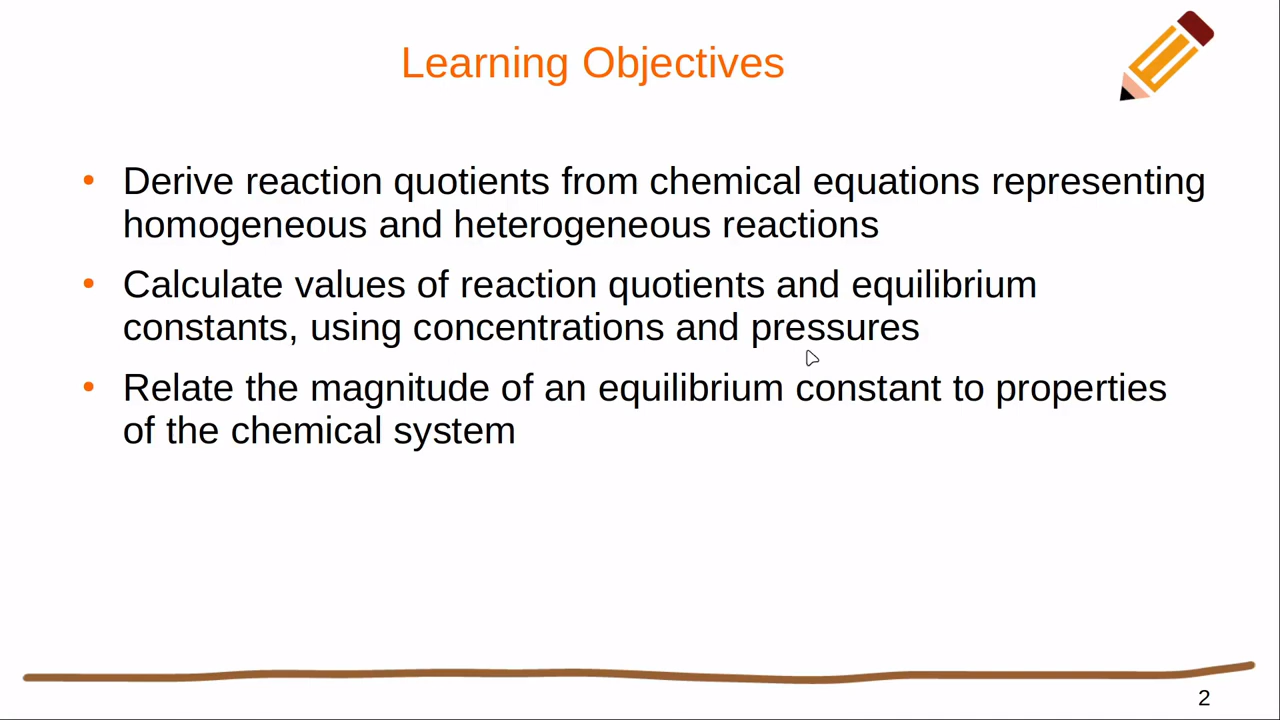 Learning Objectives
• Derive reaction quotients from chemical equations representing
homogeneous and heterogeneous reactions
• Calculate values of reaction quotients and equilibrium
constants, using concentrations and pressures
• Relate the magnitude of an equilibrium constant to properties
of the chemical system
2